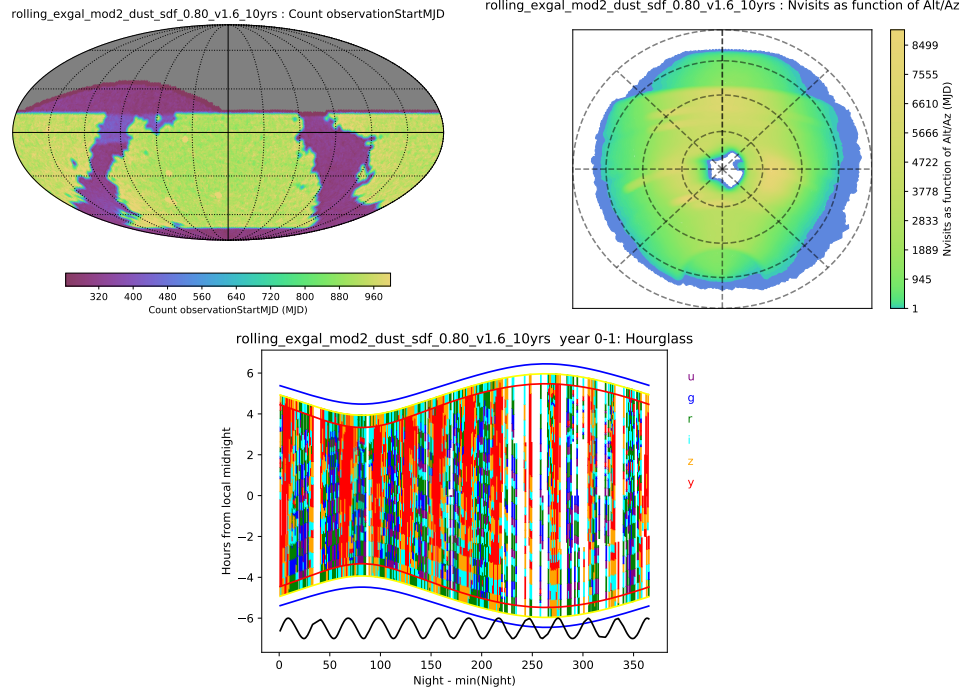 rolling_exgal_mod2_dust_sdf_0.80_v1.6_10yrs : Count observationStartMJD
320 400 480 560 640 720 800 880 960
Count observationStartMJD (MJD)
rolling_exgal_mod2_dust_sdf_0.80_v1.6_10yrs : Nvisits as function of Alt/Az
8499
7555
6610
5666
4722
3778
2833
1889
945
1
Nvisits as function of Alt/Az (MJD)
rolling_exgal_mod2_dust_sdf_0.80_v1.6_10yrs year 0-1: Hourglass
6
4
2
0
−2
−4
−6
Hours from local midnight
0 50 100 150 200 250 300 350
Night - min(Night)
u
g
r
i
z
y